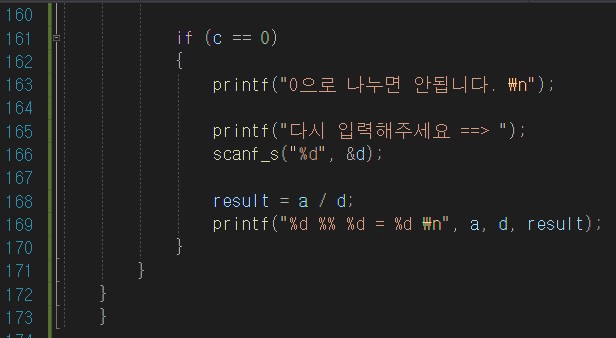 160
161 if (c == 0)
162 {
163 printf("0으로 나누면 안됩니다. ₩n");
164
165 printf("다시 입력해주세요 ==> ");
166 scanf_s("%d", &d);
167
168 result = a / d;
169 printf("%d %% %d = %d ₩n", a, d, result);
170 }
171 }
172 }
173 }
174